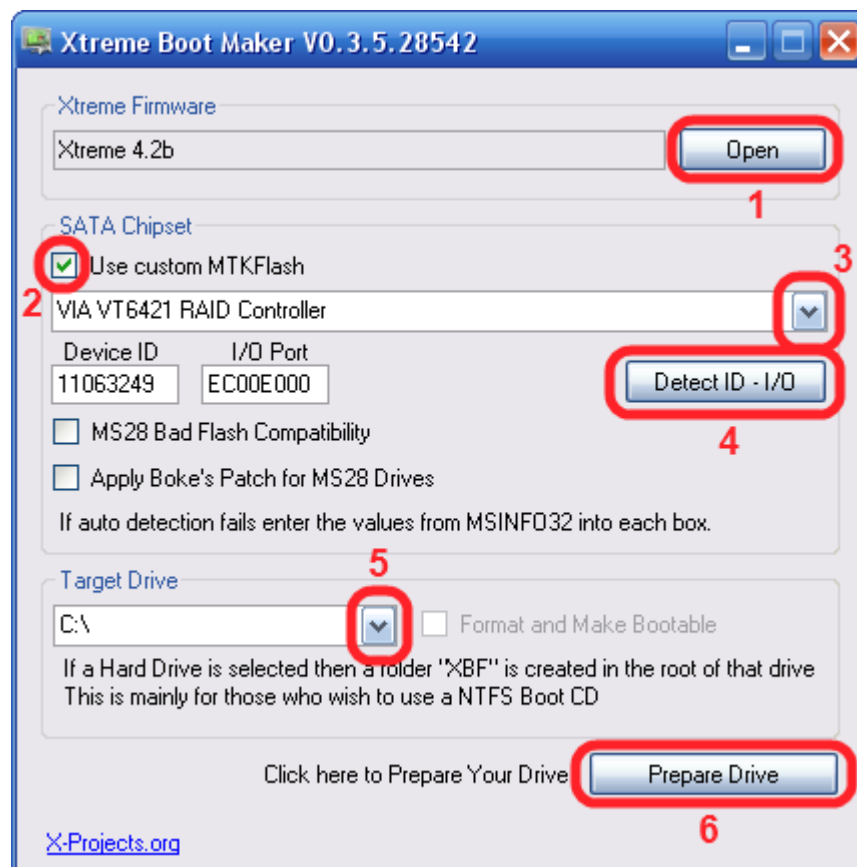 Xtreme Boot Maker V0.3.5.28542
Xtreme Firmware
Xtreme 4.2b
Open
1
SATA Chipset
Use custom MTKFlash
3
2
VIA VT6421 RAID Controller
Device ID I/O Port
11063249 EC00E000 Detect ID - I/O
4
MS28 Bad Flash Compatibility
Apply Boke's Patch for MS28 Drives
If auto detection fails enter the values from MSINFO32 into each box.
5
Target Drive
C:\ Format and Make Bootable
If a Hard Drive is selected then a folder "XBF" is created in the root of that drive
This is mainly for those who wish to use a NTFS Boot CD
Click here to Prepare Your Drive Prepare Drive
6
X-Projects.org